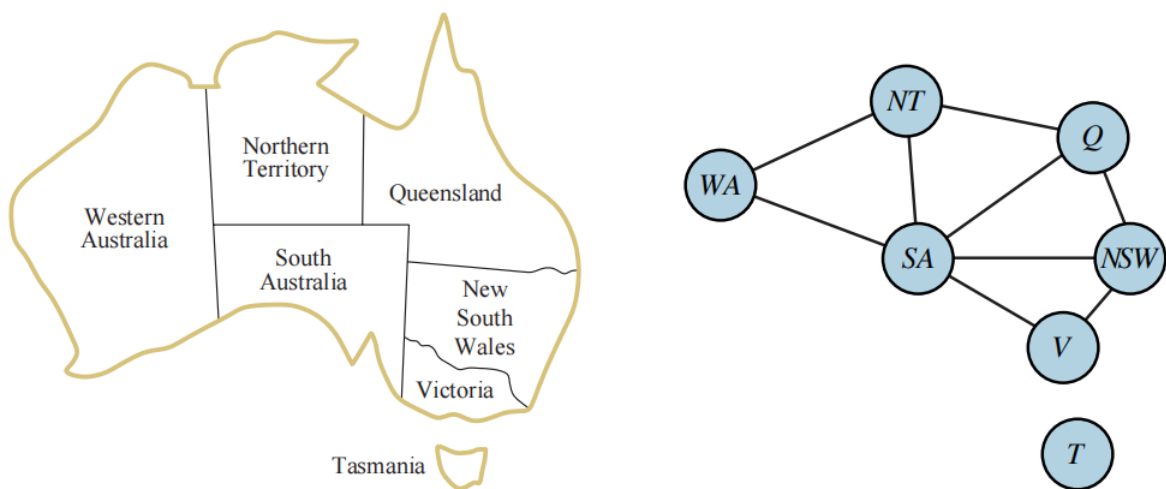 Northern
Territory
Western
Australia
Queensland
South
Australia
New
South
Wales
Victoria
Tasmania
NT
Q
WA
SA
NSW
V
T